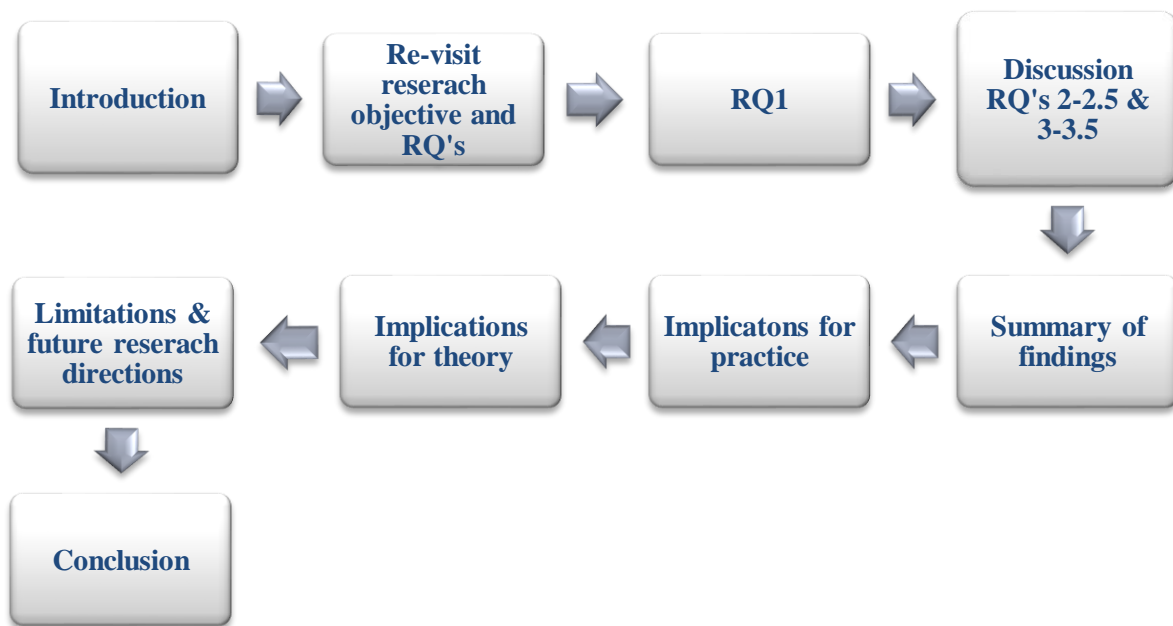 Introduction
Re-visit
reserach
objective and
RQ's
RQ1
Discussion
RQ's 2-2.5 &
3-3.5
Summary of
findings
Implicatons for
practice
Implications
for theory
Limitations &
future reserach
directions
Conclusion